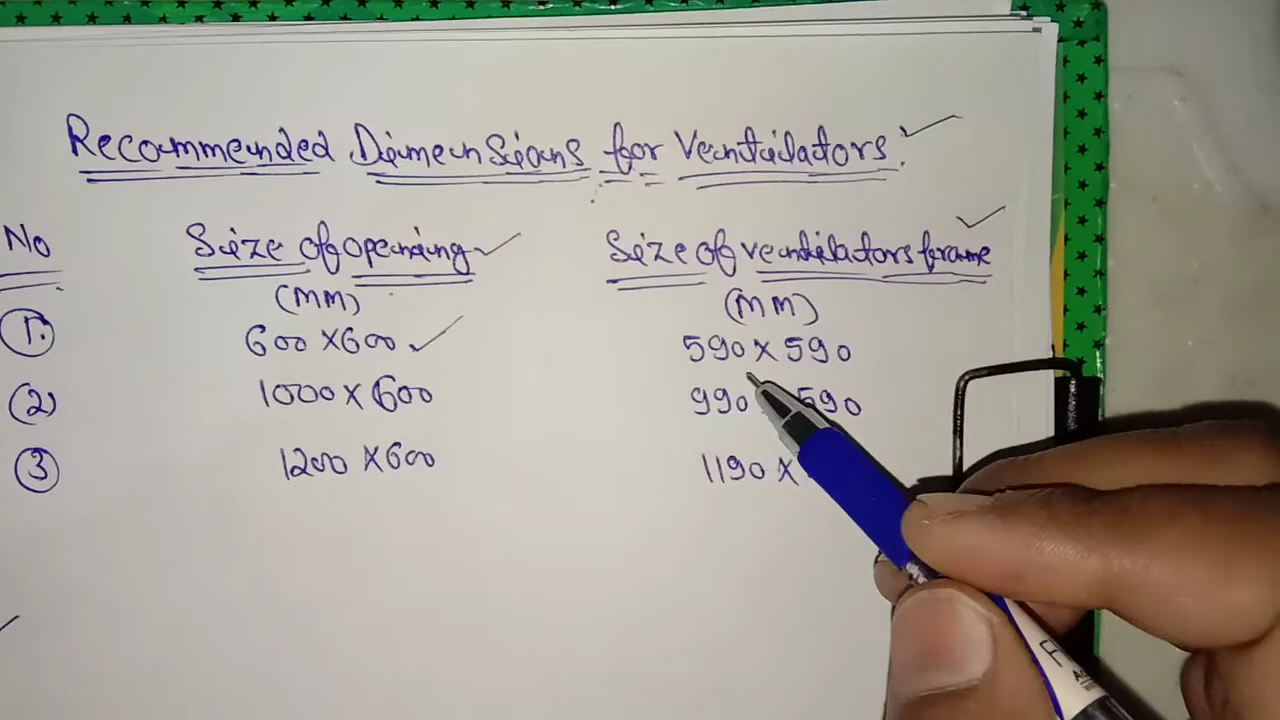 Recommended Dimensions for Ventilators.
No Size of opening Size of ventilators frame
(MM) (MM)
1. 600 x 600 590 x 590
(2) 1000 x 600 990 590
3 1200 x 600 1190 x